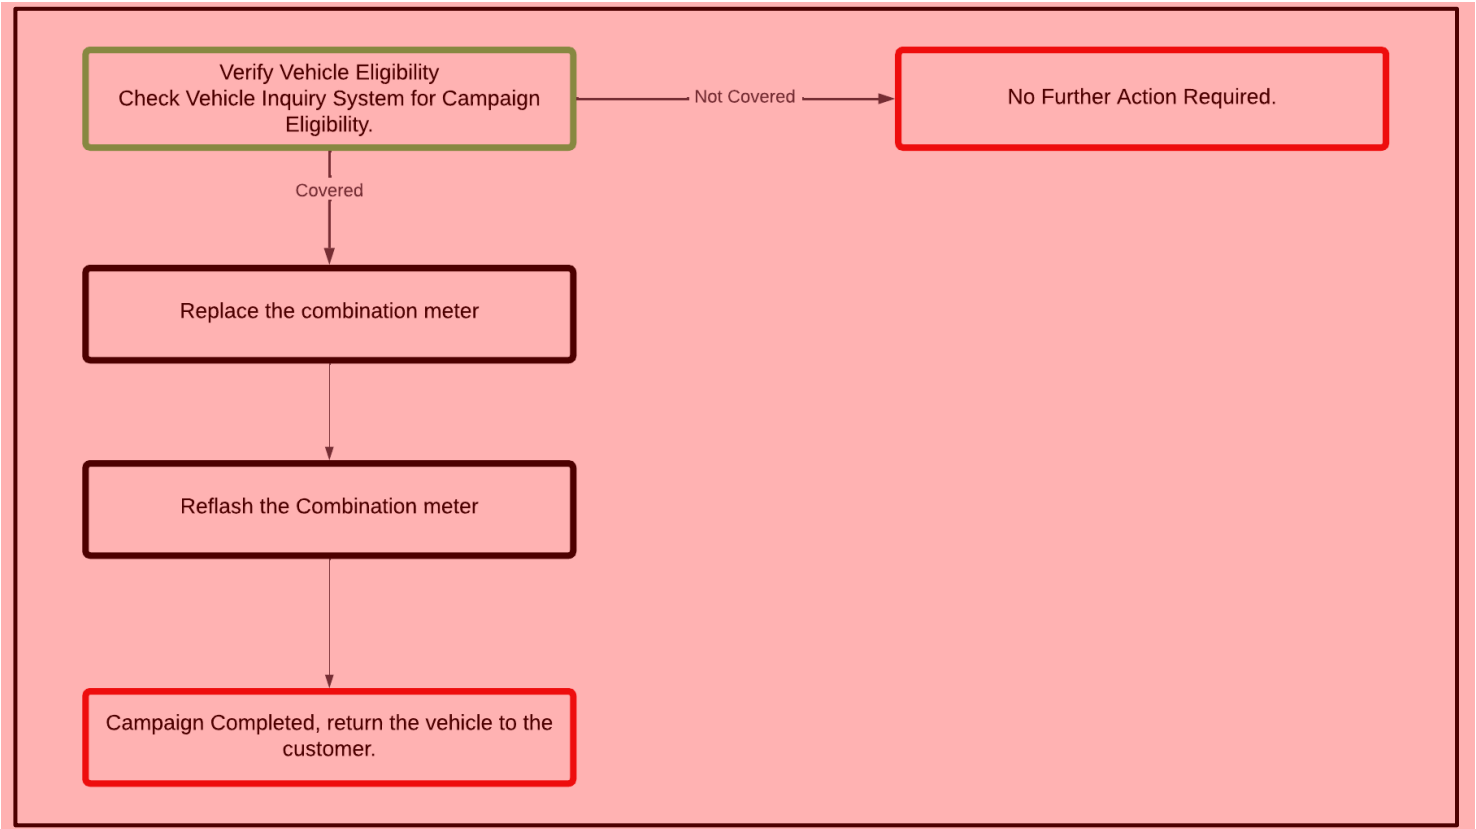 Verify Vehicle Eligibility
Check Vehicle Inquiry System for Campaign
Eligibility.
Not Covered
No Further Action Required.
Covered
Replace the combination meter
Reflash the Combination meter
Campaign Completed, return the vehicle to the
customer.